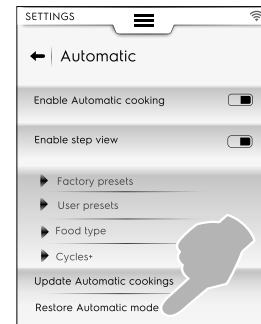 SETTINGS
Automatic
Enable Automatic cooking
Enable step view
Factory presets
User presets
Food type
Cycles+
Update Automatic cookings
Restore Automatic mode